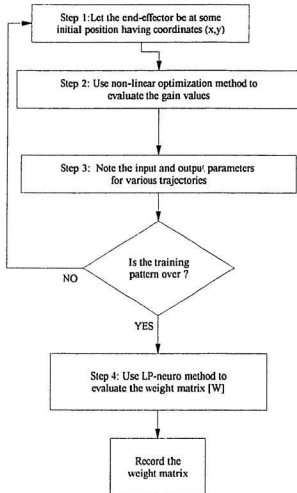 Step 1:Let the end-effector be at some
initial position having coordinates (x,y)
Step 2: Use non-linear optimization method to
evaluate the gain values
Step 3: Note the input and output parameters
for various trajectories
Is the training
pattern over ?
NO
YES
Step 4: Use LP-neuro method to
evaluate the weight matrix [W]
Record the
weight matrix